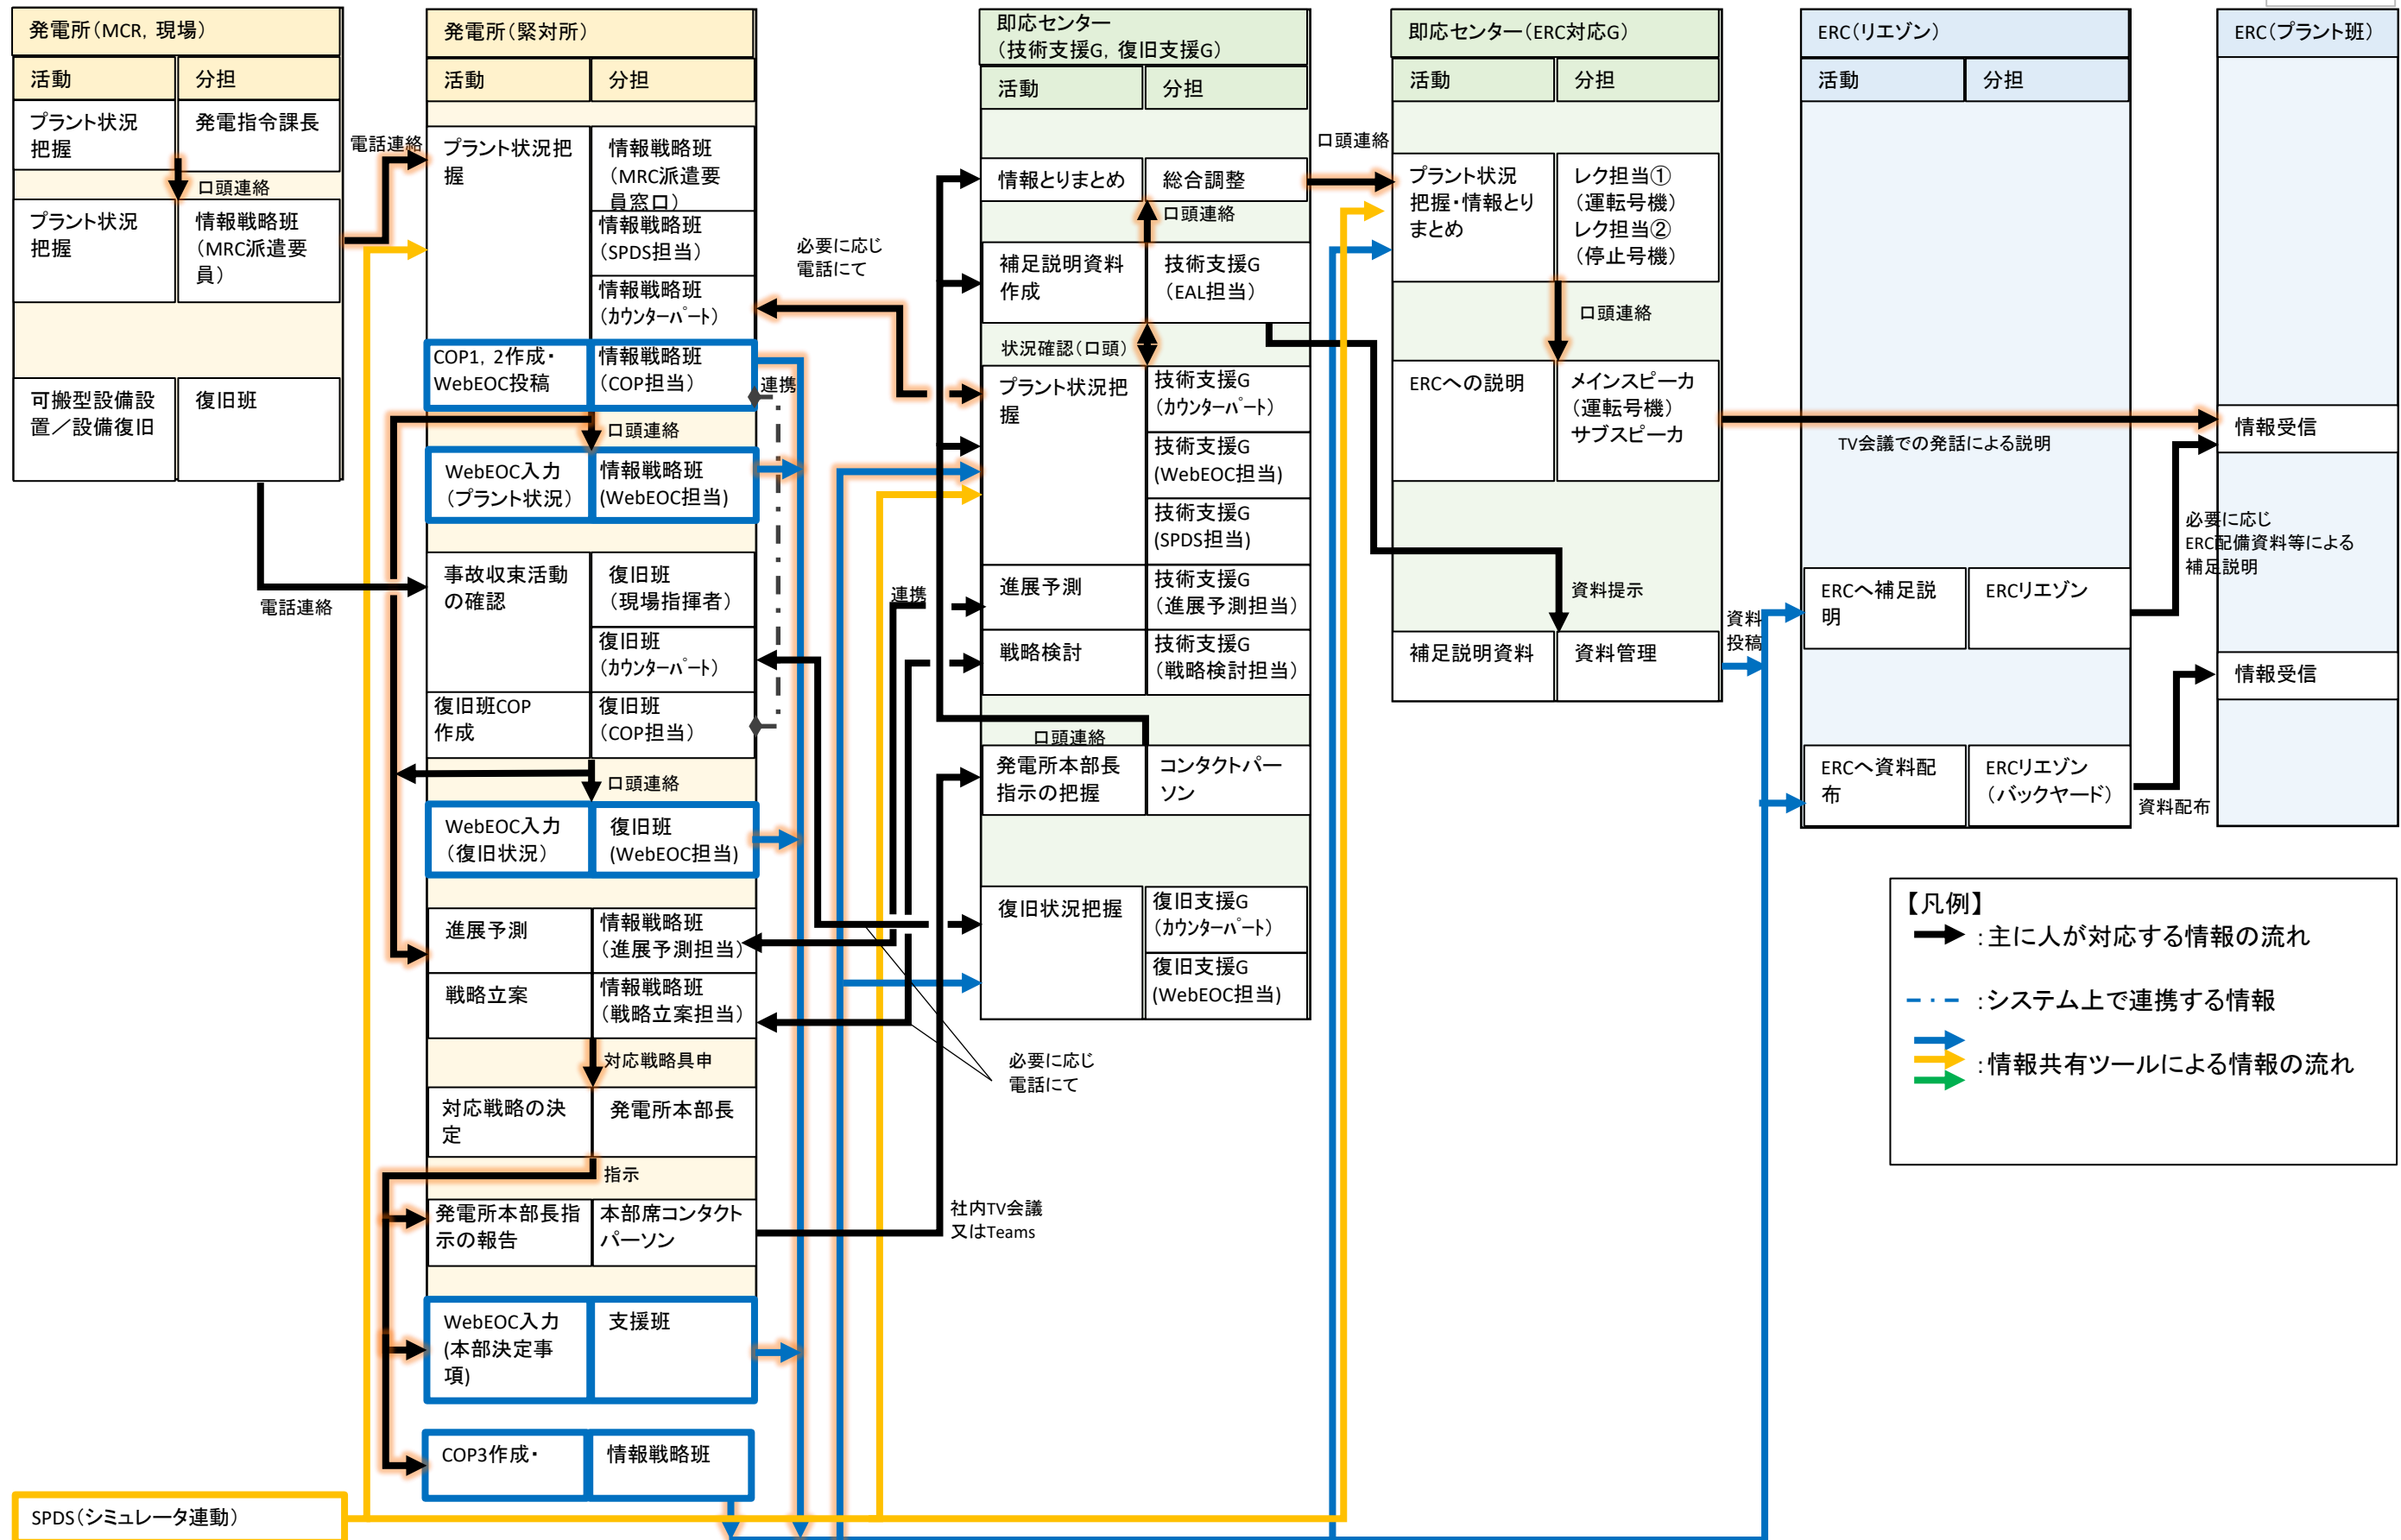 発電所（MCR，現場）
活動
分担
プラント状況
把握
発電指令課長
口頭連絡
プラント状況
把握
情報戦略班
（MRC派遣要
員）
可搬型設備設
置／設備復旧
復旧班
電話連絡
電話連絡
SPDS（シミュレータ連動）
発電所（緊対所）
活動
分担
プラント状況把
握
情報戦略班
（MRC派遣要
員窓口）
情報戦略班
（SPDS担当）
情報戦略班
（ｶｳﾝﾀｰﾊﾟｰﾄ）
COP1，2作成・
WebEOC投稿
情報戦略班
（COP担当）
連携
口頭連絡
WebEOC入力
（プラント状況）
情報戦略班
(WebEOC担当)
事故収束活動
の確認
復旧班
（現場指揮者）
復旧班
（ｶｳﾝﾀｰﾊﾟｰﾄ）
復旧班COP
作成
復旧班
（COP担当）
口頭連絡
WebEOC入力
（復旧状況）
復旧班
(WebEOC担当)
進展予測
情報戦略班
（進展予測担当）
戦略立案
情報戦略班
（戦略立案担当）
対応戦略具申
対応戦略の決
定
発電所本部長
指示
発電所本部長指
示の報告
本部席コンタクト
パーソン
WebEOC入力
(本部決定事
項)
支援班
COP3作成・
情報戦略班
必要に応じ
電話にて
連携
必要に応じ
電話にて
社内TV会議
又はTeams
即応センター
（技術支援G，復旧支援G）
活動
分担
情報とりまとめ
総合調整
口頭連絡
補足説明資料
作成
技術支援G
（EAL担当）
状況確認（口頭）
プラント状況把
握
技術支援G
（ｶｳﾝﾀｰﾊﾟｰﾄ）
技術支援G
(WebEOC担当)
技術支援G
(SPDS担当)
進展予測
技術支援G
（進展予測担当）
戦略検討
技術支援G
（戦略検討担当）
口頭連絡
発電所本部長
指示の把握
コンタクトパー
ソン
復旧状況把握
復旧支援G
（ｶｳﾝﾀｰﾊﾟｰﾄ）
復旧支援G
(WebEOC担当)
口頭連絡
即応センター（ERC対応G）
活動
分担
プラント状況
把握・情報とり
まとめ
レク担当①
（運転号機）
レク担当②
（停止号機）
口頭連絡
ERCへの説明
メインスピーカ
（運転号機）
サブスピーカ
資料提示
補足説明資料
資料管理
資料
投稿
ERC（リエゾン）
活動
分担
TV会議での発話による説明
ERCへ補足説
明
ERCリエゾン
ERCへ資料配
布
ERCリエゾン
（バックヤード）
必要に応じ
ERC配備資料等による
補足説明
資料配布
ERC（プラント班）
情報受信
情報受信
【凡例】
：主に人が対応する情報の流れ
：システム上で連携する情報
：情報共有ツールによる情報の流れ